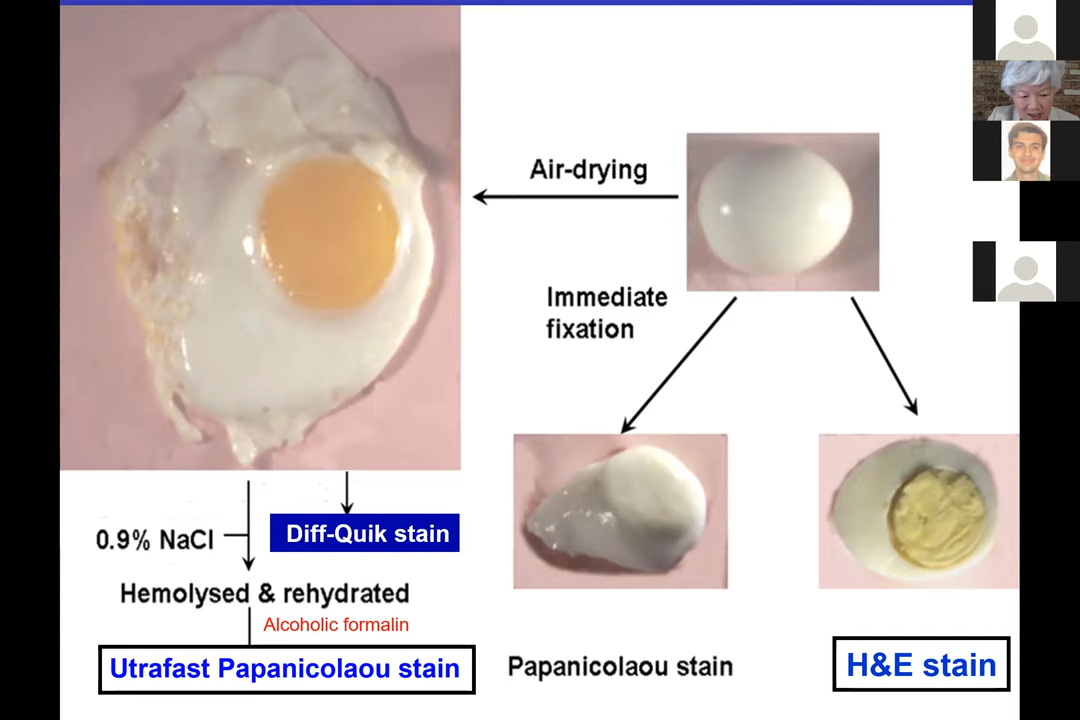 Air-drying
Immediate
fixation
0.9% NaCl
Diff-Quik stain
Hemolysed & rehydrated
Alcoholic formalin
Utrafast Papanicolaou stain
Papanicolaou stain
H&E stain